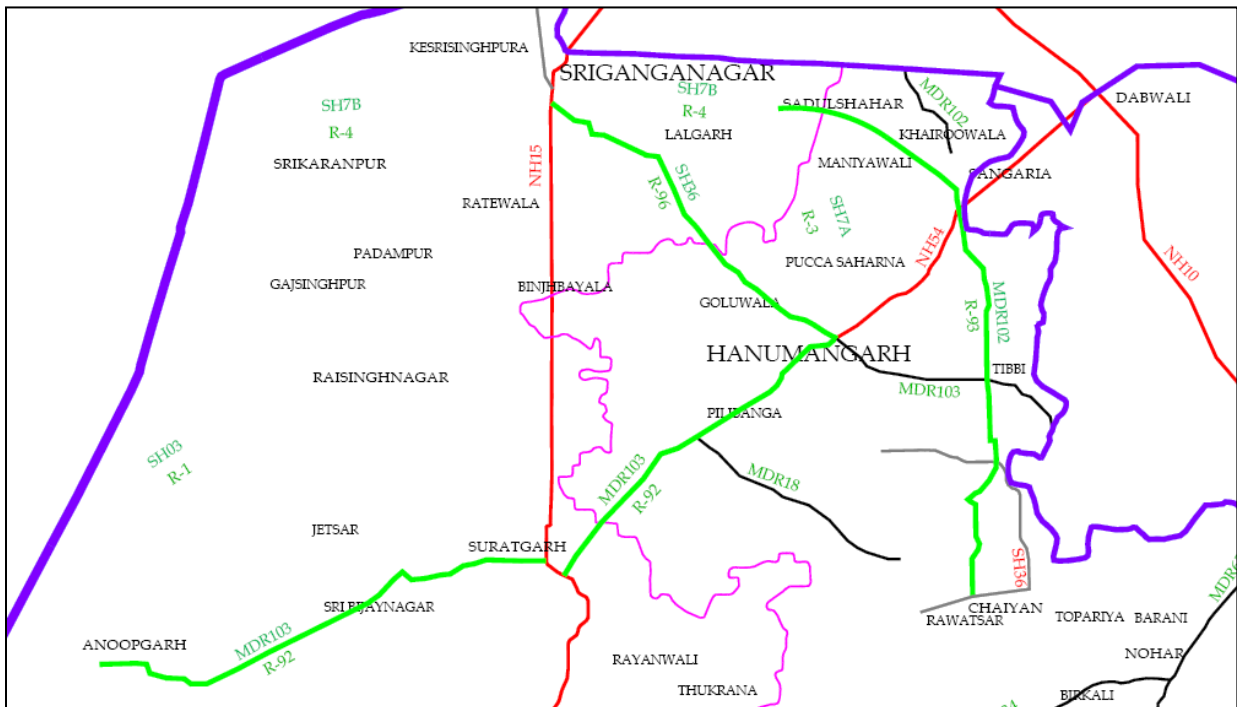 KESRISINGHPURA
SRIGANGANAGAR
SH7B
R-4
SH7B
R-4
SADULSHAHAR
MDR102
DABWALI
LALGARH
KHAIROOWALA
SRIKARANPUR
NH15
MANIYAWALI
SANGARIA
SH36
R-96
RATEWALA
SH7A
R-3
PADAMPUR
PUCCA SAHARNA
NH54
NH10
GAJSINGHPUR
BINJHBAYALA
GOLUWALA
MDR102
R-93
HANUMANGARH
RAISINGHNAGAR
TIBBI
MDR103
PILIBANGA
SH03
R-1
MDR103
R-92
MDR18
JETSAR
SURATGARH
SH36
SRI BIJAYNAGAR
CHAIYAN
RAWATSAR
TOPARIYA
BARANI
ANOOPGARH
MDR103
R-92
RAYANWALI
NOHAR
THUKRANA
BIRKALI